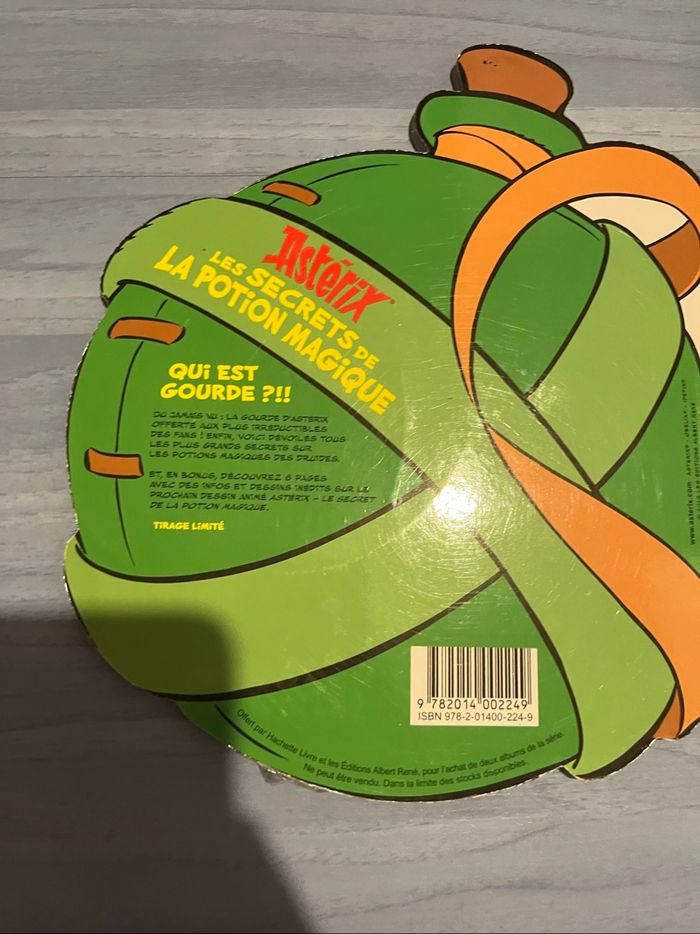 Astérix
LES SECRETS DE
LA POTION MAGIQUE
QUI EST
GOURDE ?!!
DU JAMAIS VU : LA GOURDE D'ASTÉRIX
OFFERTE AUX PLUS IRRÉDUCTIBLES
DES FANS ! ENFIN, VOICI DÉVOILÉS TOUS
LES PLUS GRANDS SECRETS SUR
LES POTIONS MAGIQUES DES DRUIDES.
ET, EN BONUS, DÉCOUVREZ 8 PAGES
AVEC DES INFOS ET DESSINS INÉDITS SUR LE
PROCHAIN DESSIN ANIMÉ ASTÉRIX – LE SECRET
DE LA POTION MAGIQUE.
TIRAGE LIMITÉ
9 782014 002249
ISBN 978-2-01400-224-9
Offert par Hachette Livre et les Éditions Albert René, pour l'achat de deux albums de la série.
Ne peut être vendu. Dans la limite des stocks disponibles.
www.asterix.com